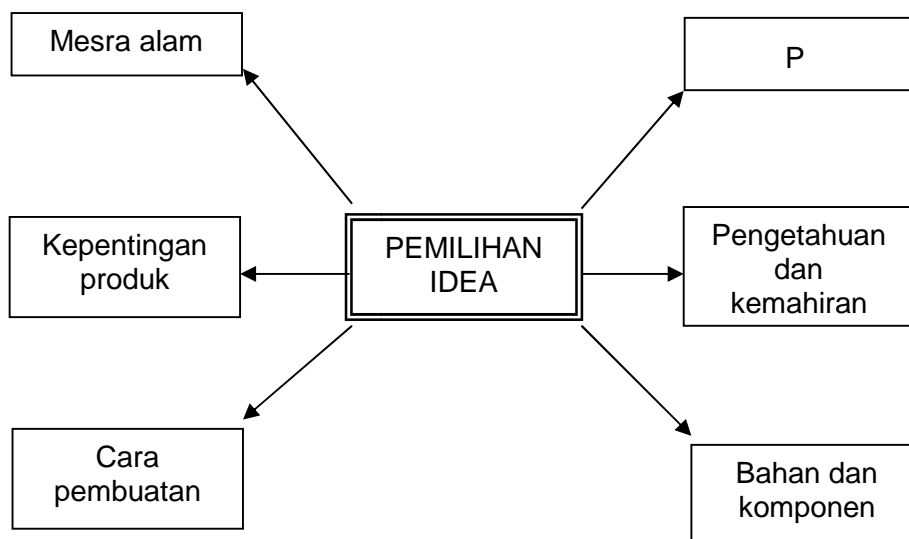 Mesra alam
P
Kepentingan
produk
PEMILIHAN
IDEA
Pengetahuan
dan
kemahiran
Cara
pembuatan
Bahan dan
komponen